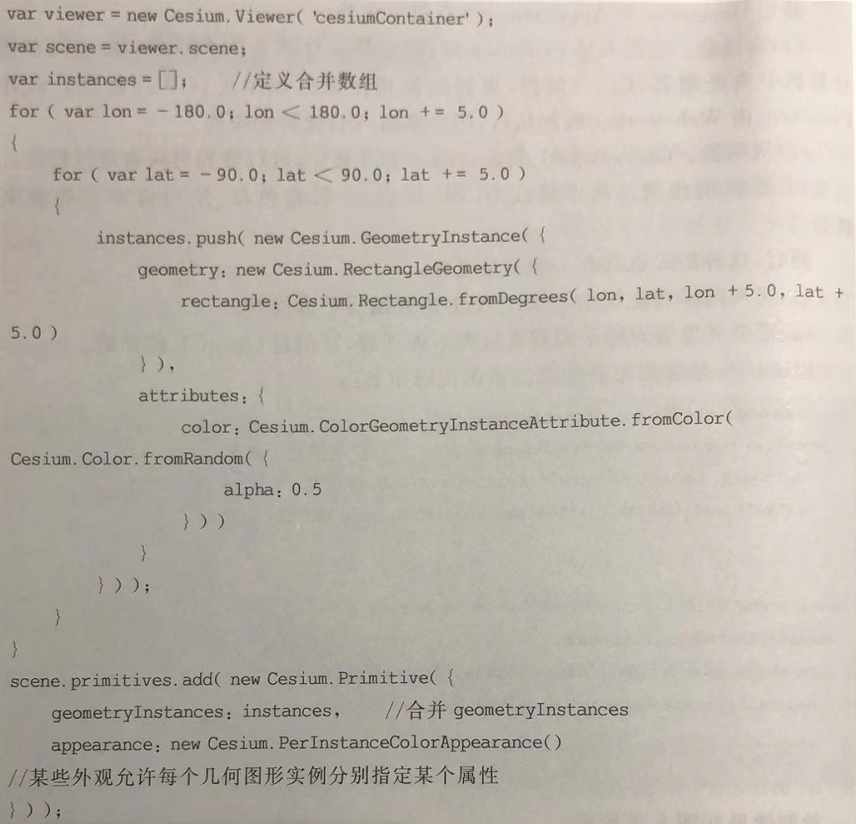 var viewer = new Cesium.Viewer( 'cesiumContainer' );
var scene = viewer.scene;
var instances = []; //定义合并数组
for ( var lon = - 180.0; lon < 180.0; lon += 5.0 )
{
for ( var lat = - 90.0; lat < 90.0; lat += 5.0 )
{
instances.push( new Cesium.GeometryInstance( {
geometry: new Cesium.RectangleGeometry( {
rectangle: Cesium.Rectangle.fromDegrees( lon, lat, lon + 5.0, lat +
5.0 )
} ),
attributes: {
color: Cesium.ColorGeometryInstanceAttribute.fromColor(
Cesium.Color.fromRandom( {
alpha: 0.5
} ) )
}
} ) );
}
}
scene.primitives.add( new Cesium.Primitive( {
geometryInstances: instances, //合并 geometryInstances
appearance: new Cesium.PerInstanceColorAppearance()
//某些外观允许每个几何图形实例分别指定某个属性
} ) );